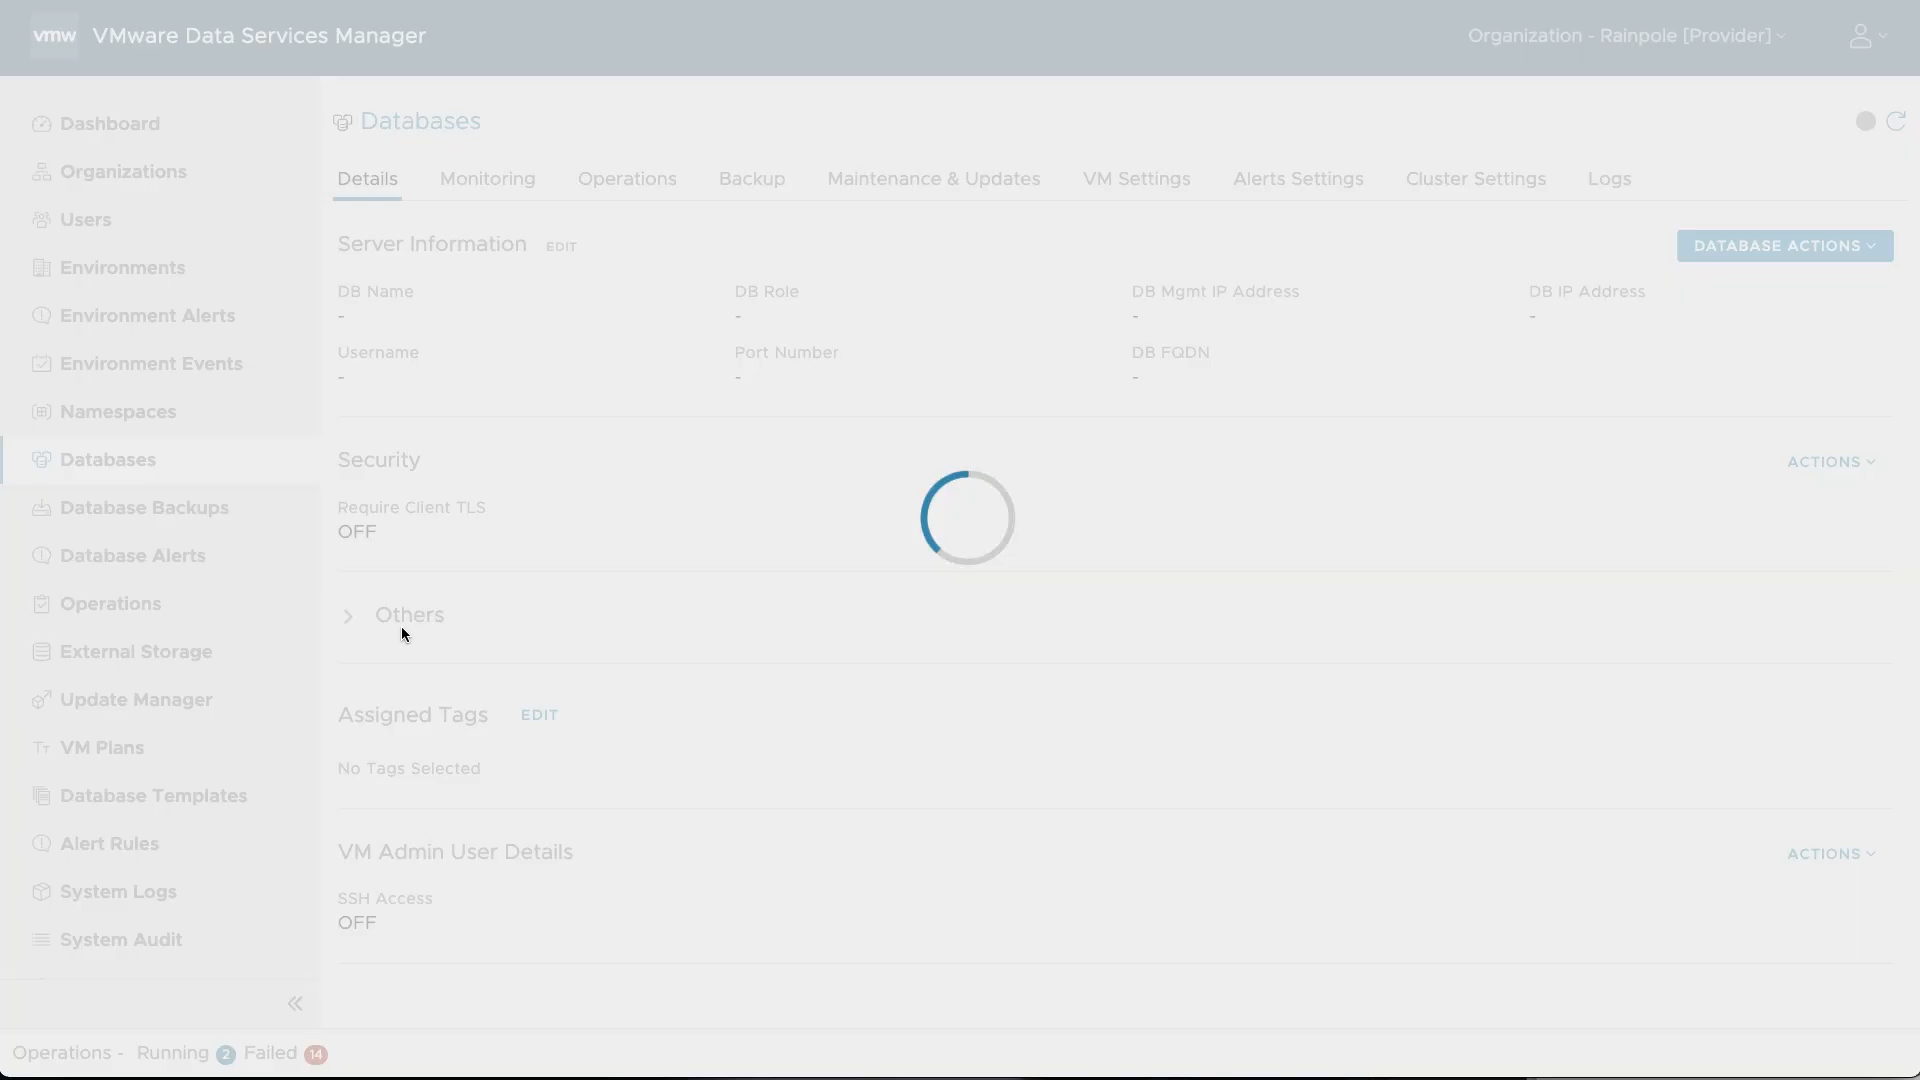 vmw VMware Data Services Manager Organization - Rainpole [Provider]
Dashboard
Organizations
Users
Environments
Environment Alerts
Environment Events
Namespaces
Databases
Database Backups
Database Alerts
Operations
External Storage
Update Manager
VM Plans
Database Templates
Alert Rules
System Logs
System Audit
Databases
Details Monitoring Operations Backup Maintenance & Updates VM Settings Alerts Settings Cluster Settings Logs
Server Information EDIT DATABASE ACTIONS
DB Name DB Role DB Mgmt IP Address DB IP Address
- - - -
Username Port Number DB FQDN
- - -
Security ACTIONS
Require Client TLS
OFF
Others
Assigned Tags EDIT
No Tags Selected
VM Admin User Details ACTIONS
SSH Access
OFF
Operations - Running 2 Failed 14